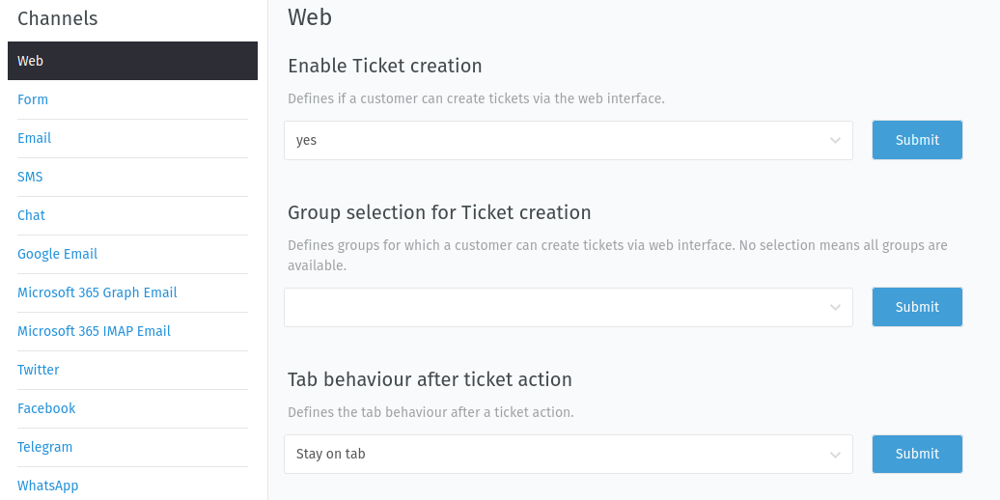 Channels
Web
Form
Email
SMS
Chat
Google Email
Microsoft 365 Graph Email
Microsoft 365 IMAP Email
Twitter
Facebook
Telegram
WhatsApp
Web
Enable Ticket creation
Defines if a customer can create tickets via the web interface.
yes
Submit
Group selection for Ticket creation
Defines groups for which a customer can create tickets via web interface. No selection means all groups are
available.
Submit
Tab behaviour after ticket action
Defines the tab behaviour after a ticket action.
Stay on tab
Submit